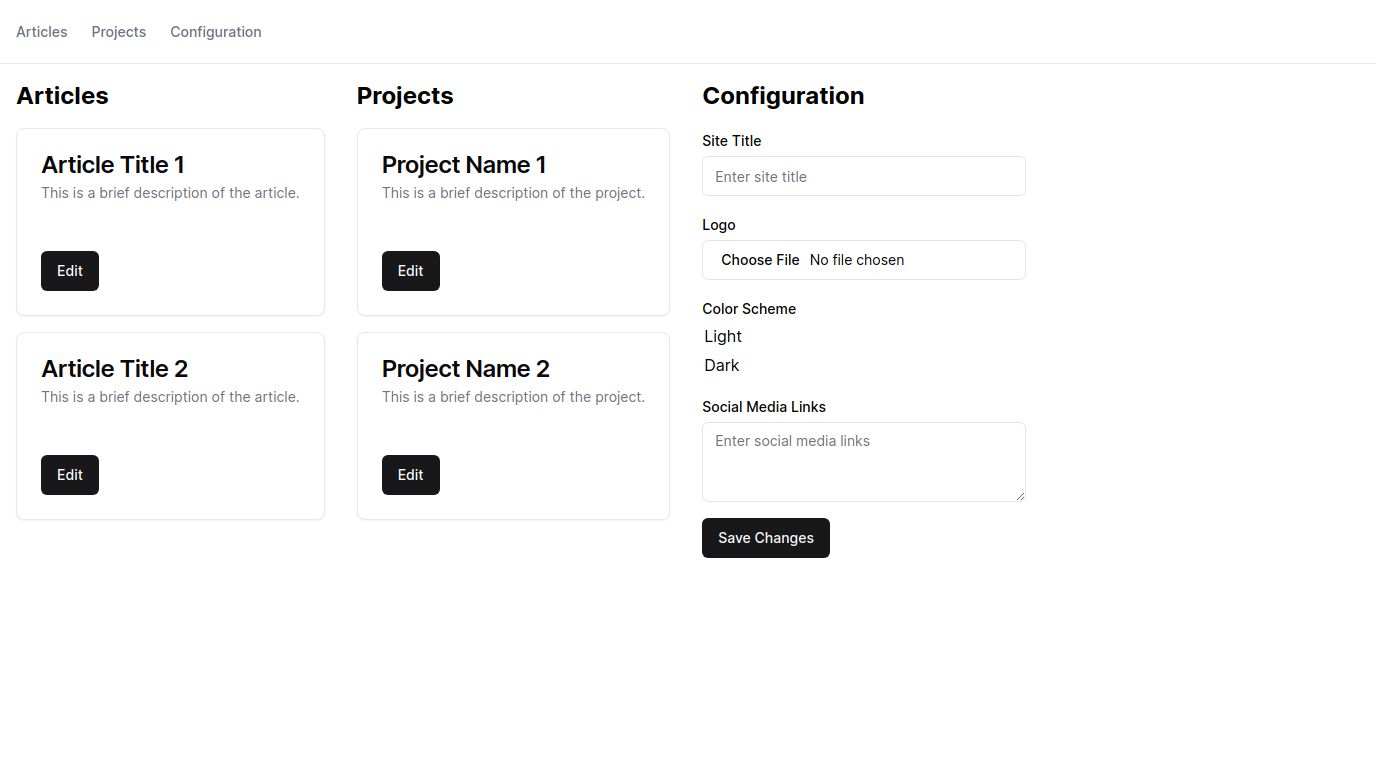 Articles Projects Configuration
Articles
Article Title 1
This is a brief description of the article.
Edit
Article Title 2
This is a brief description of the article.
Edit
Projects
Project Name 1
This is a brief description of the project.
Edit
Project Name 2
This is a brief description of the project.
Edit
Configuration
Site Title
Enter site title
Logo
Choose File No file chosen
Color Scheme
Light
Dark
Social Media Links
Enter social media links
Save Changes